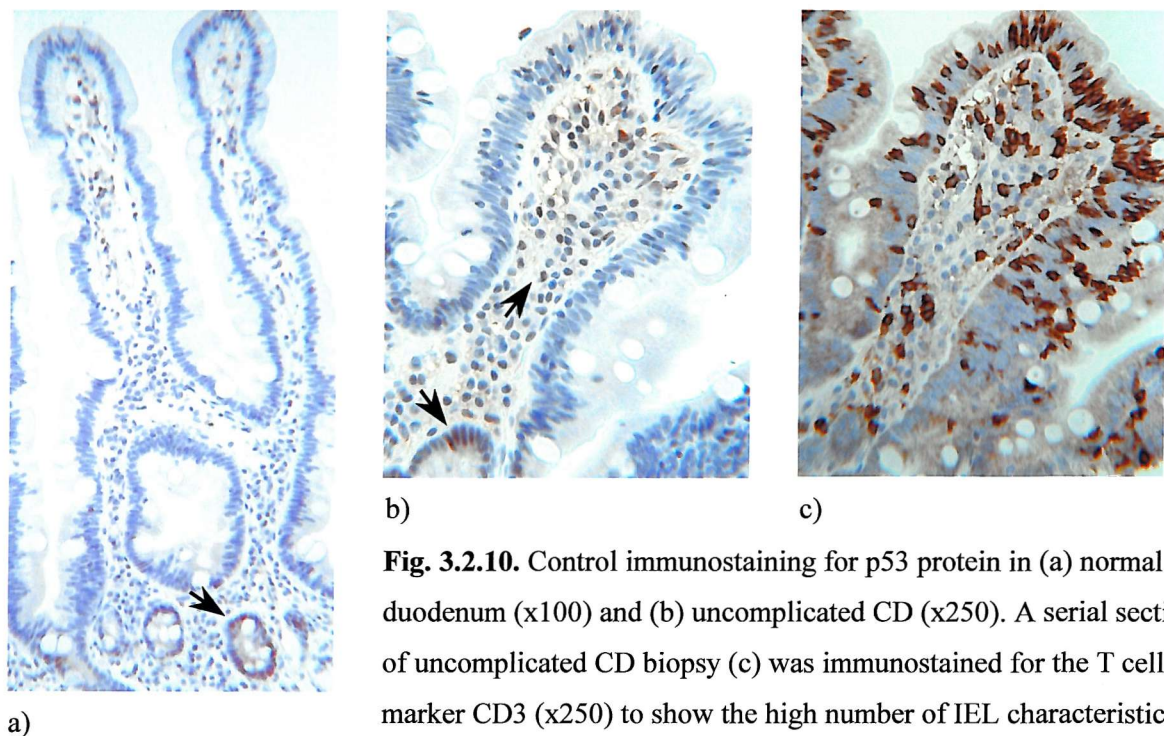 a)
b)
c)
Fig. 3.2.10. Control immunostaining for p53 protein in (a) normal
duodenum (x100) and (b) uncomplicated CD (x250). A serial secti
of uncomplicated CD biopsy (c) was immunostained for the T cell
marker CD3 (x250) to show the high number of IEL characteristic